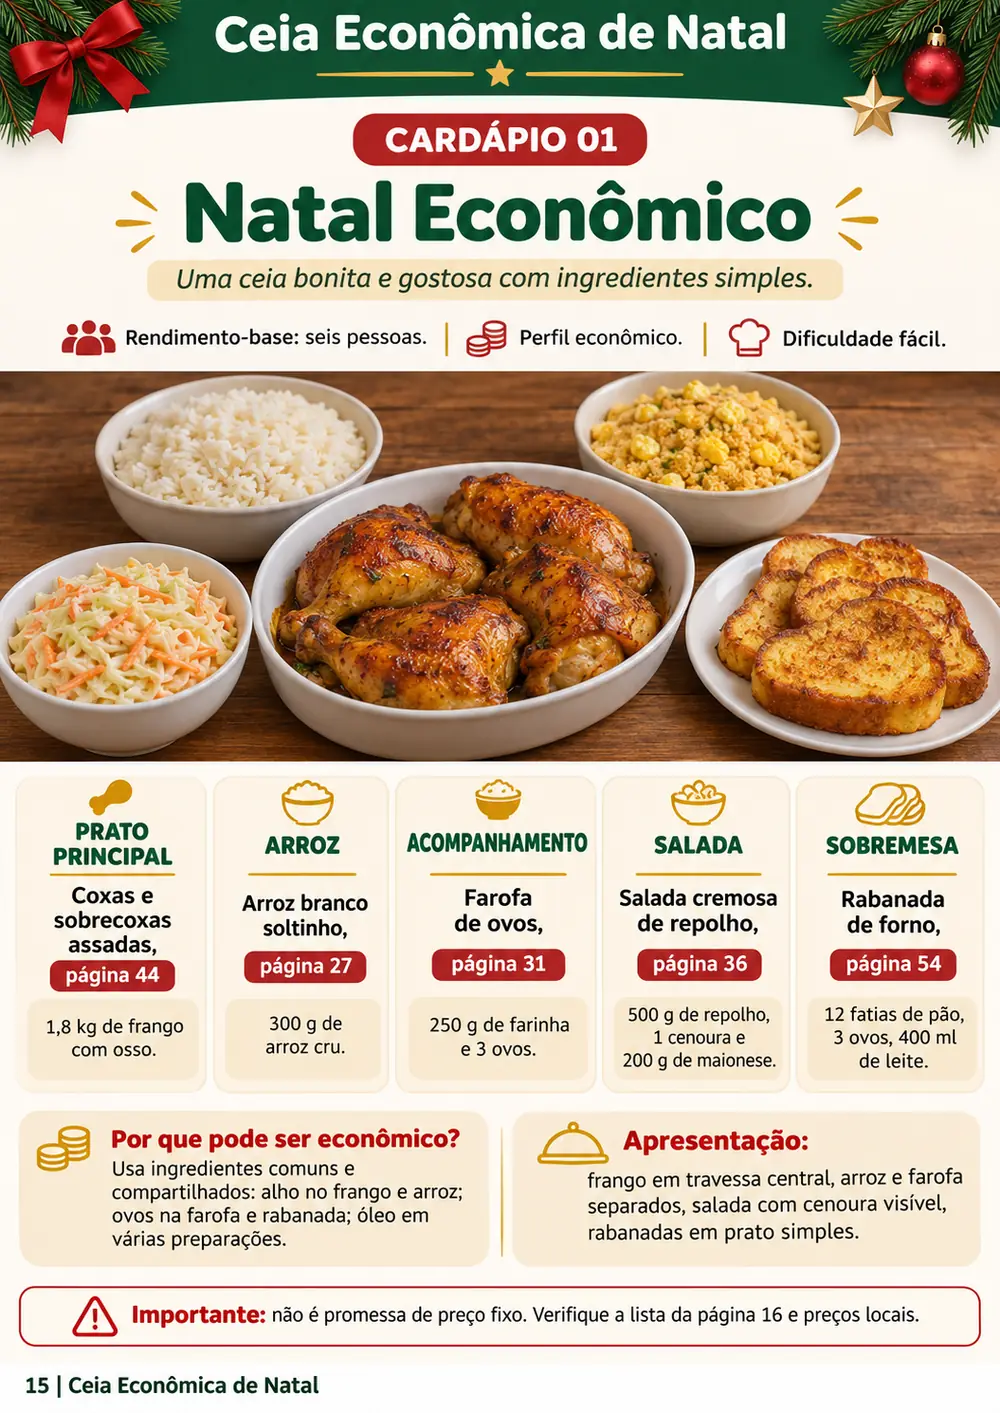 Ceia Econômica de Natal
CARDÁPIO 01
Natal Econômico
Uma ceia bonita e gostosa com ingredientes simples.
Rendimento-base: seis pessoas.
Perfil econômico.
Dificuldade fácil.
PRATO
PRINCIPAL
Coxas e
sobrecoxas
assadas,
página 44
1,8 kg de frango
com osso.
ARROZ
Arroz branco
soltinho,
página 27
300 g de
arroz cru.
ACOMPANHAMENTO
Farofa
de ovos,
página 31
250 g de farinha
e 3 ovos.
SALADA
Salada cremosa
de repolho,
página 36
500 g de repolho,
1 cenoura e
200 g de maionese.
SOBREMESA
Rabanada
de forno,
página 54
12 fatias de pão,
3 ovos, 400 ml
de leite.
Por que pode ser econômico?
Usa ingredientes comuns e
compartilhados: alho no frango e arroz;
ovos na farofa e rabanada; óleo em
várias preparações.
Apresentação:
frango em travessa central, arroz e farofa
separados, salada com cenoura visível,
rabanadas em prato simples.
Importante: não é promessa de preço fixo. Verifique a lista da página 16 e preços locais.
15 | Ceia Econômica de Natal